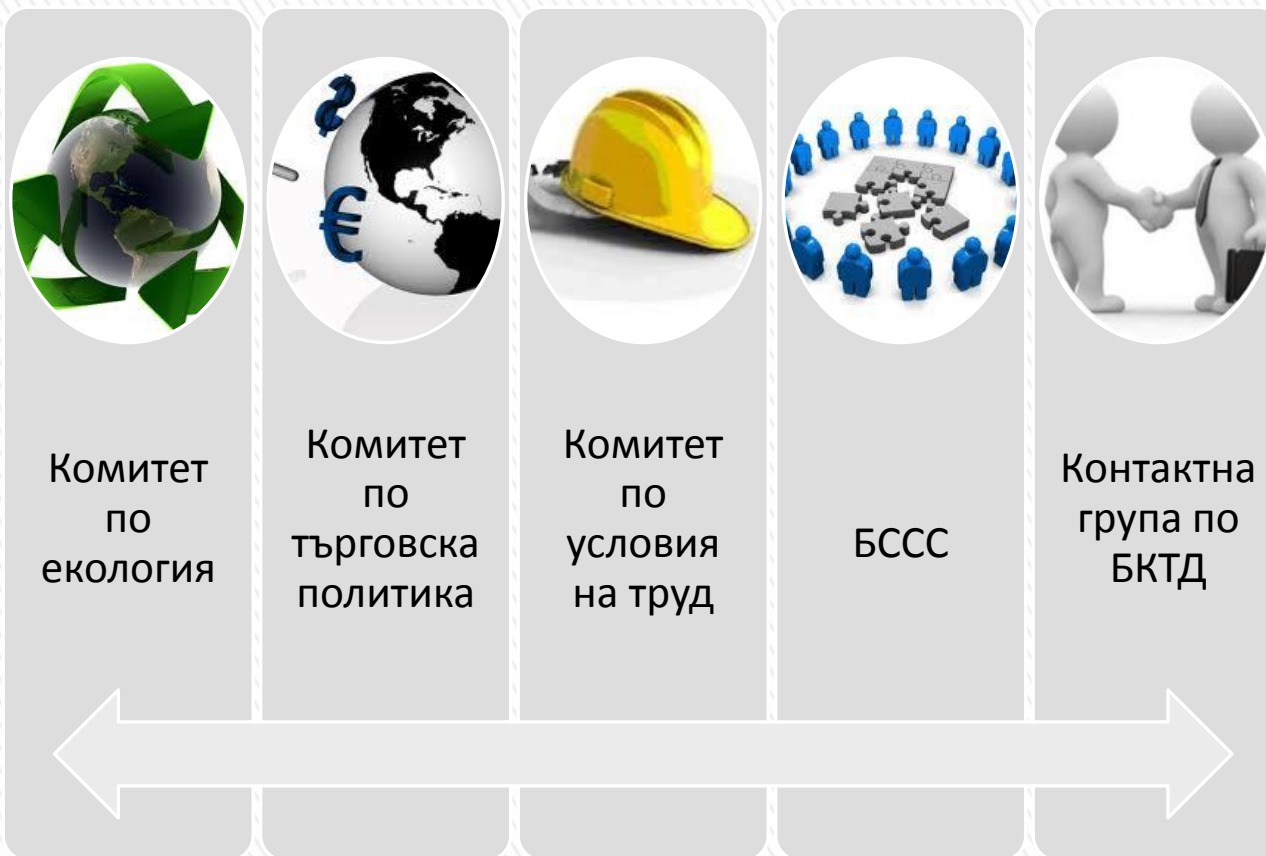 Комитет
по
екология
Комитет
по
търговска
политика
Комитет
по
условия
на труд
БССС
Контактна
група по
БКТД